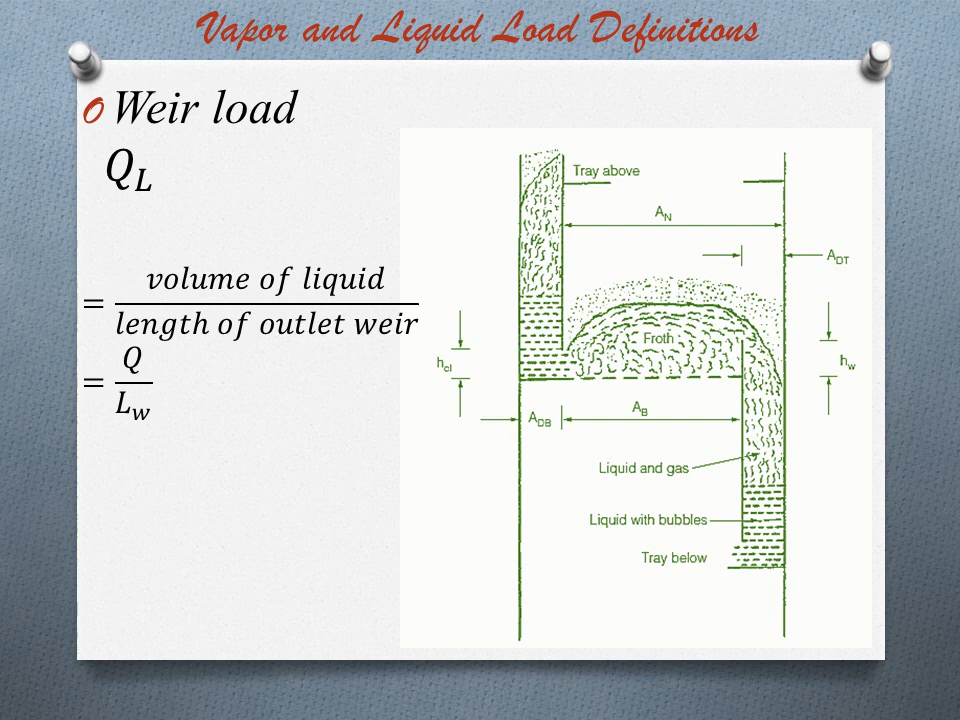 Vapor and Liquid Load Definitions
O Weir load
Q_L
= volume of liquid / length of outlet weir
= Q / L_w
Tray above
A_N
A_DT
Froth
h_cl
h_w
A_DB
A_B
Liquid and gas
Liquid with bubbles
Tray below